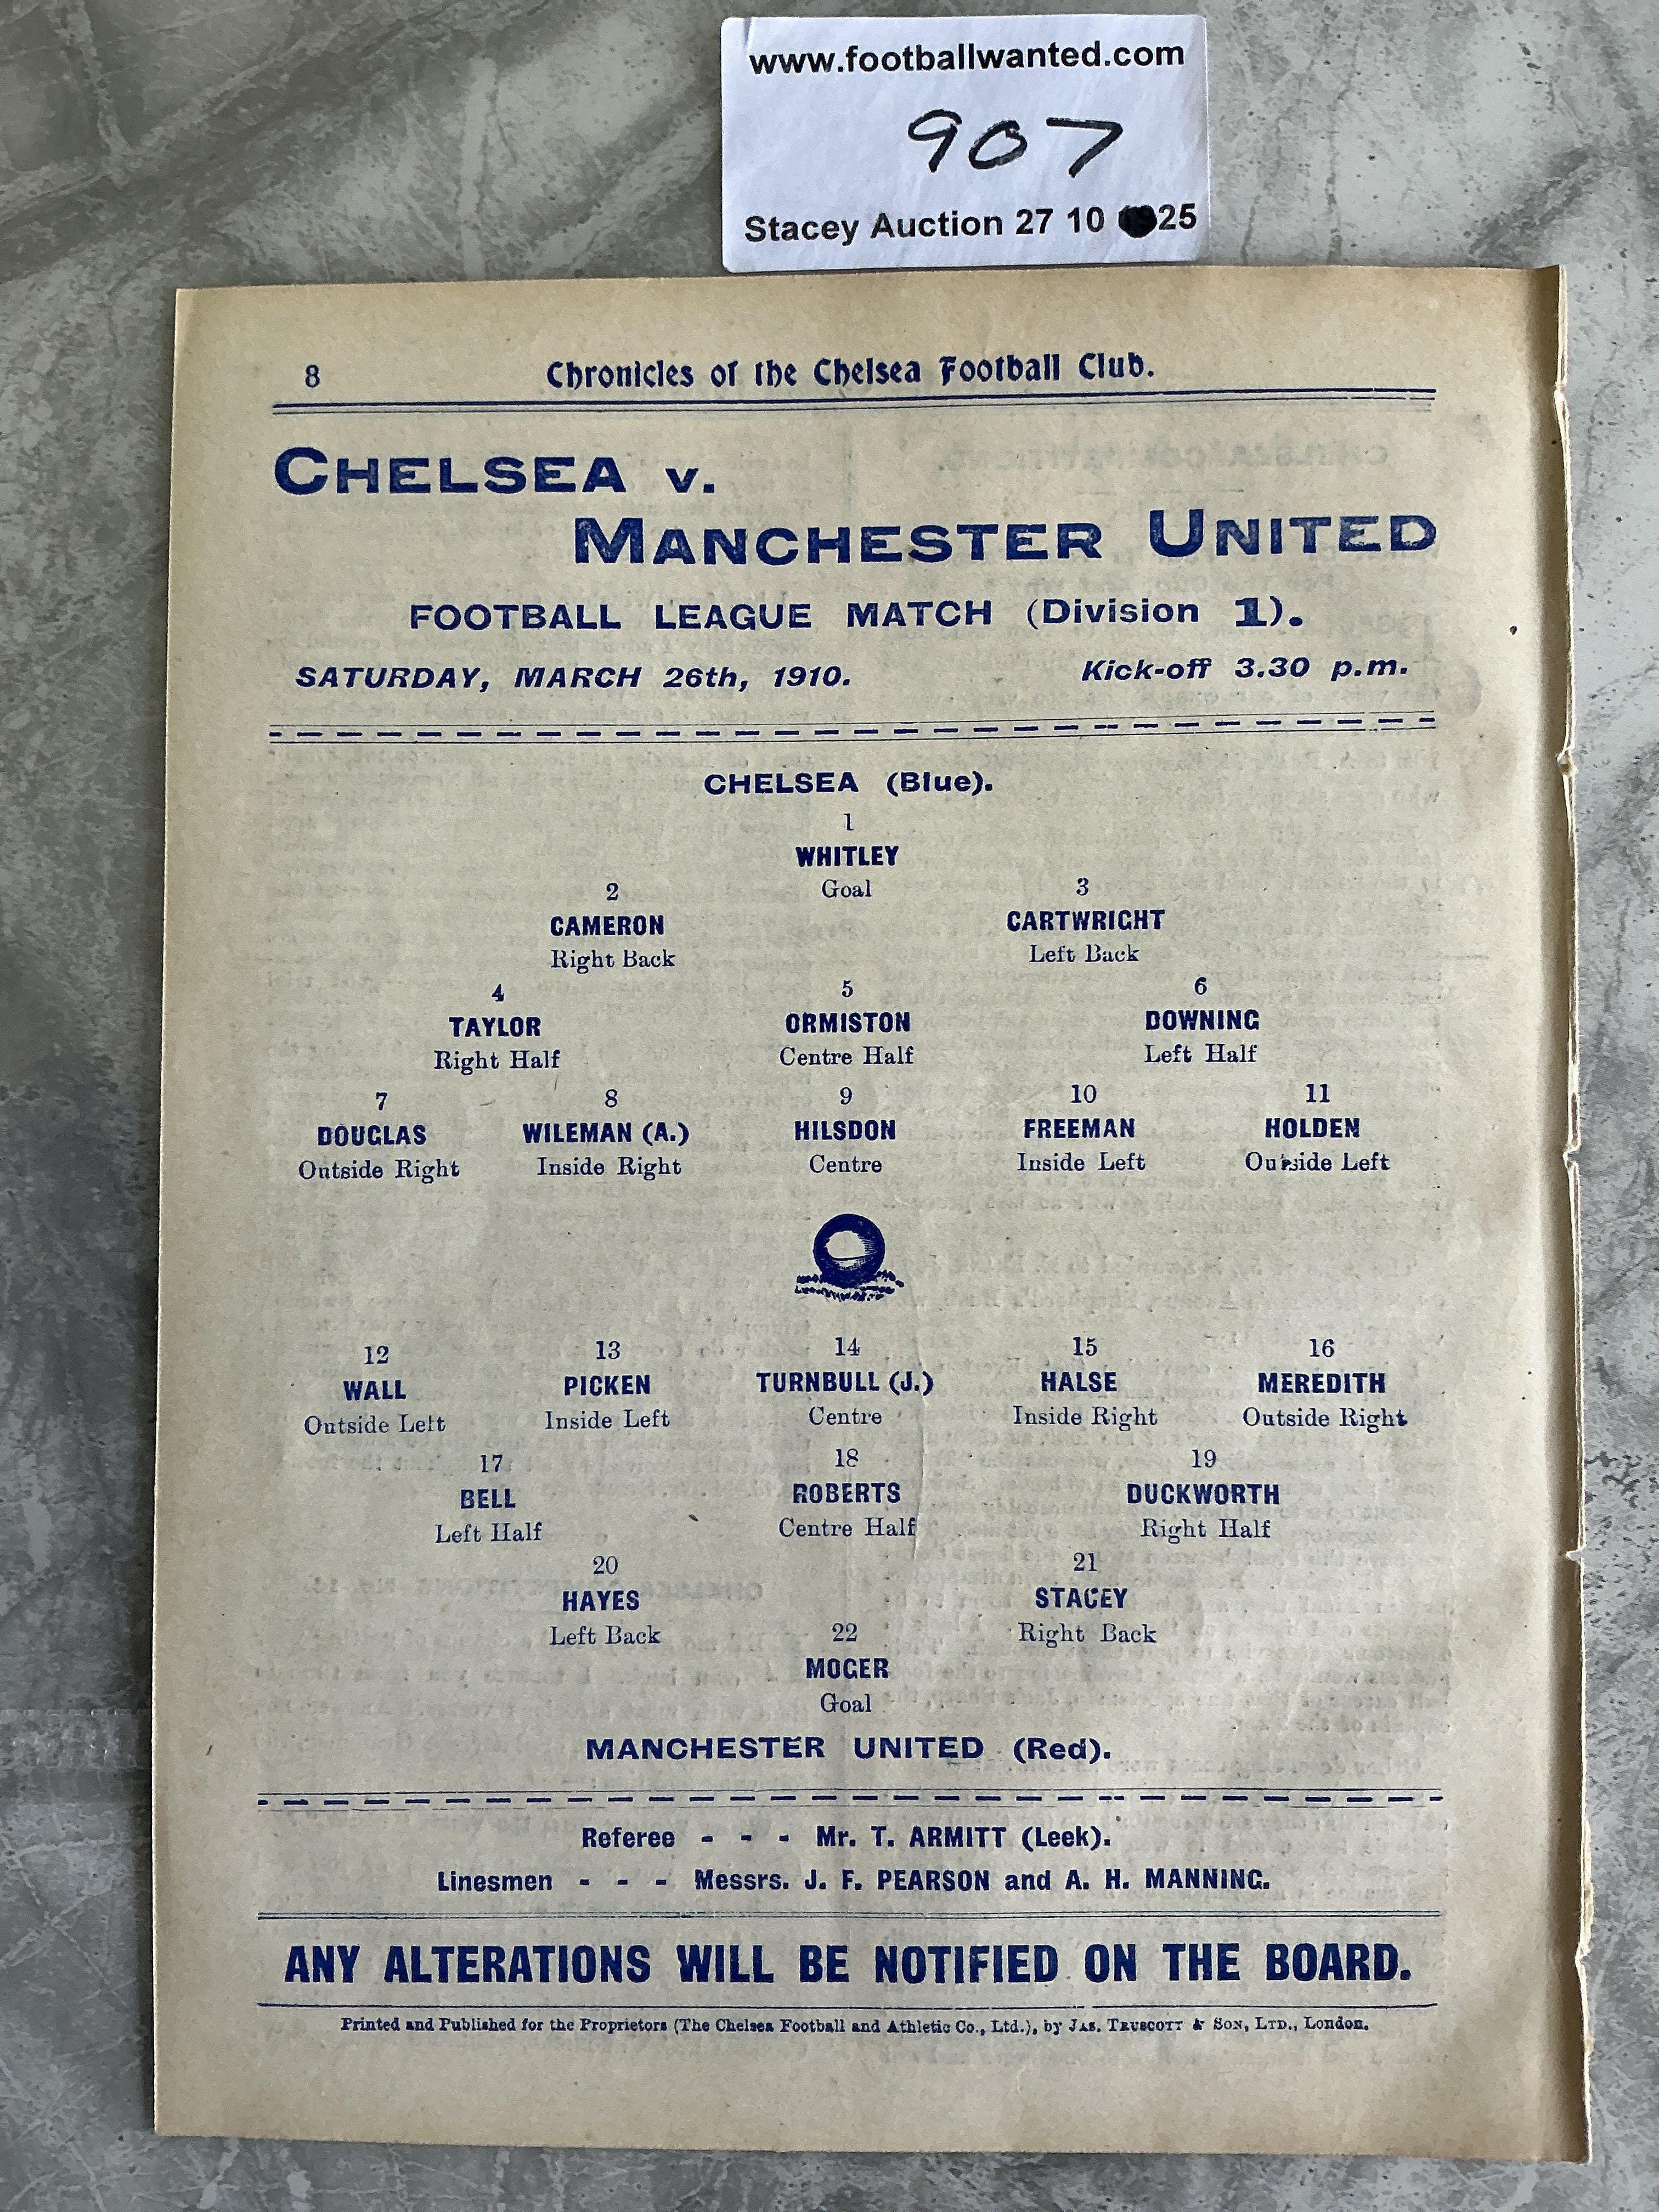 www.footballwanted.com
907
Stacey Auction 27 10 25
8 Chronicles of the Chelsea Football Club.
CHELSEA v.
MANCHESTER UNITED
FOOTBALL LEAGUE MATCH (Division 1).
SATURDAY, MARCH 26th, 1910. Kick-off 3.30 p.m.
CHELSEA (Blue).
1
WHITLEY
Goal
2 3
CAMERON CARTWRIGHT
Right Back Left Back
4 5 6
TAYLOR ORMISTON DOWNING
Right Half Centre Half Left Half
7 8 9 10 11
DOUGLAS WILEMAN (A.) HILSDON FREEMAN HOLDEN
Outside Right Inside Right Centre Inside Left Outside Left
12 13 14 15 16
WALL PICKEN TURNBULL (J.) HALSE MEREDITH
Outside Left Inside Left Centre Inside Right Outside Right
17 18 19
BELL ROBERTS DUCKWORTH
Left Half Centre Half Right Half
20 21
HAYES STACEY
Left Back Right Back
22
MOGER
Goal
MANCHESTER UNITED (Red).
Referee - - - Mr. T. ARMITT (Leek).
Linesmen - - - Messrs. J. F. PEARSON and A. H. MANNING.
ANY ALTERATIONS WILL BE NOTIFIED ON THE BOARD.
Printed and Published for the Proprietors (The Chelsea Football and Athletic Co., Ltd.), by JAS. TRUSCOTT & SON, LTD., London.